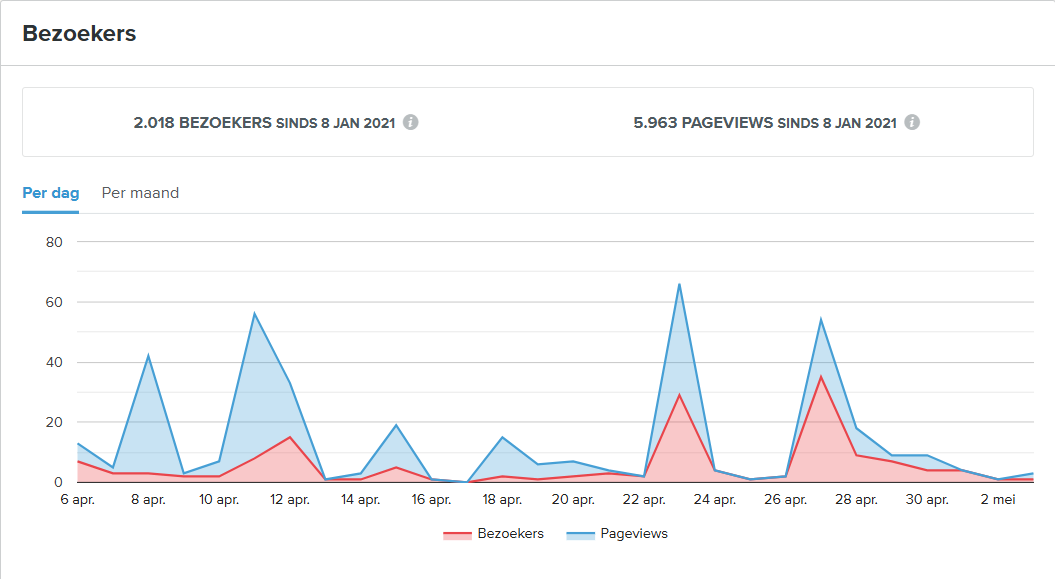 Bezoekers
2.018 BEZOEKERS SINDS 8 JAN 2021 i 5.963 PAGEVIEWS SINDS 8 JAN 2021 i
Per dag Per maand
80
60
40
20
0
6 apr. 8 apr. 10 apr. 12 apr. 14 apr. 16 apr. 18 apr. 20 apr. 22 apr. 24 apr. 26 apr. 28 apr. 30 apr. 2 mei
Bezoekers Pageviews